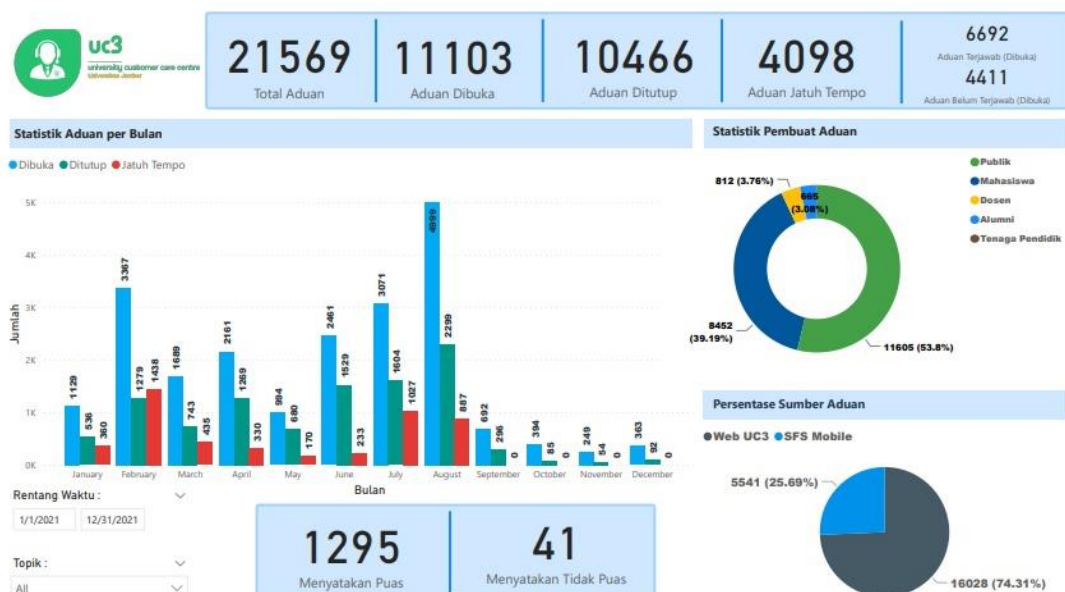 uc3
university customer care centre
Universitas Jember
21569
Total Aduan
11103
Aduan Dibuka
10466
Aduan Ditutup
4098
Aduan Jatuh Tempo
6692
Aduan Terjawab (Dibuka)
4411
Aduan Belum Terjawab (Dibuka)
Statistik Aduan per Bulan
Dibuka Ditutup Jatuh Tempo
Jumlah
5K
4K
3K
2K
1K
0K
1129 536 360
3367 1279 1438
1689 743 435
2161 1269 330
994 680 170
2461 1529 233
3071 1604 1027
4999 2299 887
692 296 0
394 85 0
249 54 0
363 92 0
January February March April May June July August September October November December
Bulan
Rentang Waktu :
1/1/2021 12/31/2021
Topik :
All
1295
Menyatakan Puas
41
Menyatakan Tidak Puas
Statistik Pembuat Aduan
Publik
Mahasiswa
Dosen
Alumni
Tenaga Pendidik
812 (3.76%)
665
(3.08%)
8452
(39.19%)
11605 (53.8%)
Persentase Sumber Aduan
Web UC3 SFS Mobile
5541 (25.69%)
16028 (74.31%)